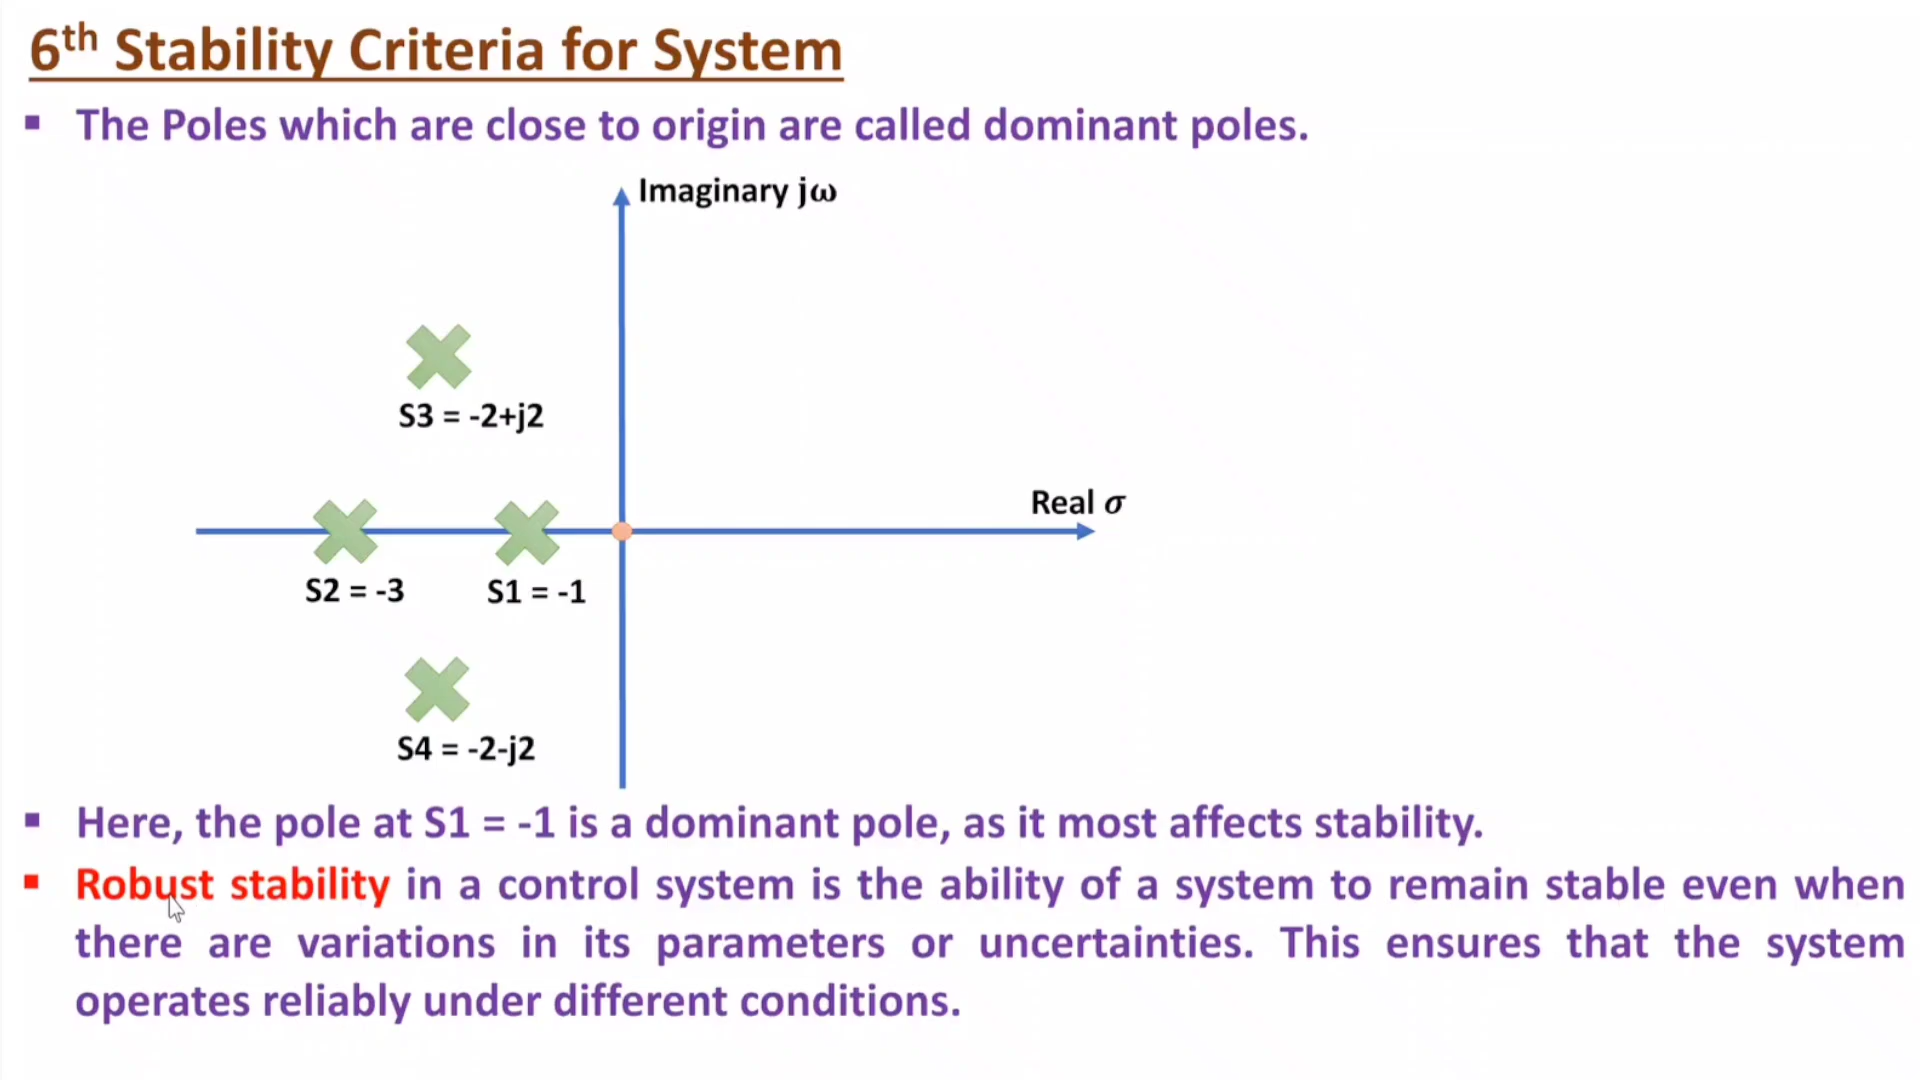 6th Stability Criteria for System
▪ The Poles which are close to origin are called dominant poles.
Imaginary jω
S3 = -2+j2
Real σ
S2 = -3
S1 = -1
S4 = -2-j2
▪ Here, the pole at S1 = -1 is a dominant pole, as it most affects stability.
▪ Robust stability in a control system is the ability of a system to remain stable even when
there are variations in its parameters or uncertainties. This ensures that the system
operates reliably under different conditions.